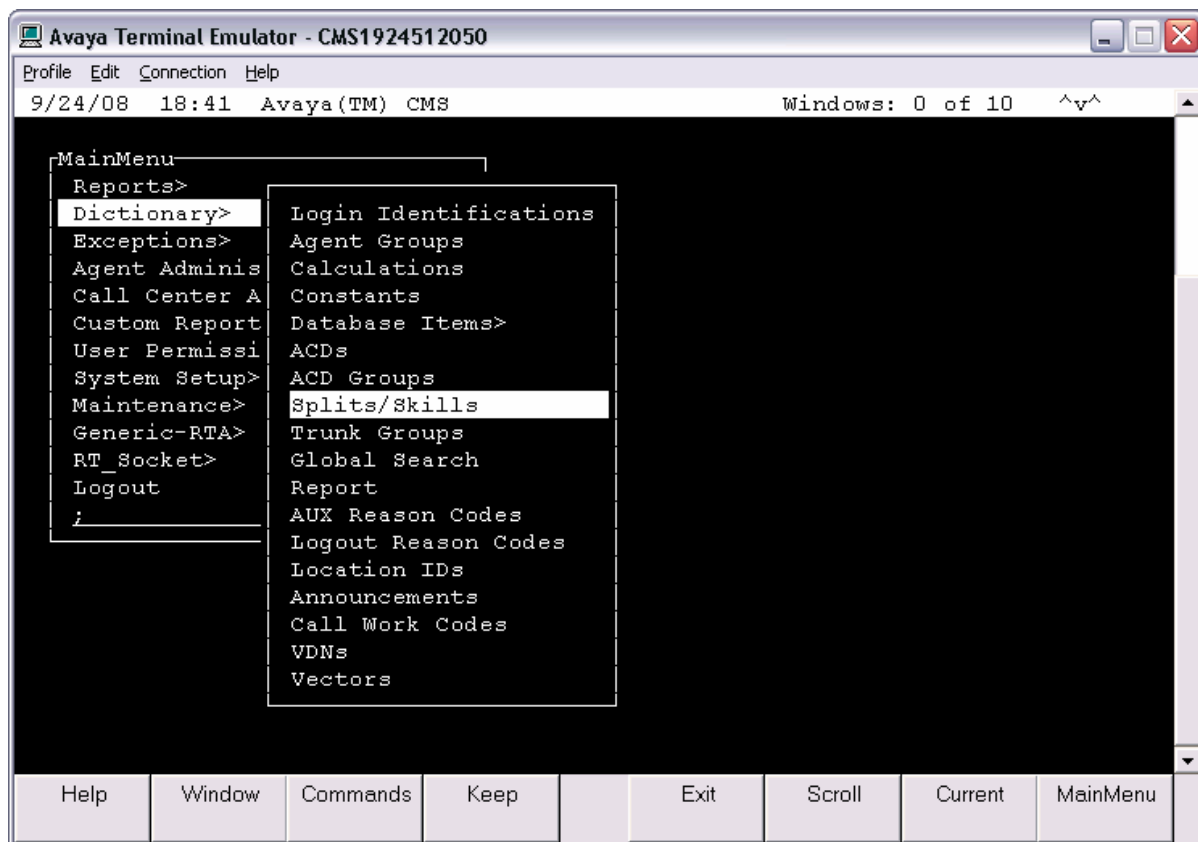 Avaya Terminal Emulator - CMS1924512050
Profile Edit Connection Help
9/24/08 18:41 Avaya(TM) CMS Windows: 0 of 10 ^v^
MainMenu
Reports>
Dictionary>
Exceptions>
Agent Adminis
Call Center A
Custom Report
User Permissi
System Setup>
Maintenance>
Generic-RTA>
RT_Socket>
Logout
;
Login Identifications
Agent Groups
Calculations
Constants
Database Items>
ACDs
ACD Groups
Splits/Skills
Trunk Groups
Global Search
Report
AUX Reason Codes
Logout Reason Codes
Location IDs
Announcements
Call Work Codes
VDNs
Vectors
Help Window Commands Keep Exit Scroll Current MainMenu